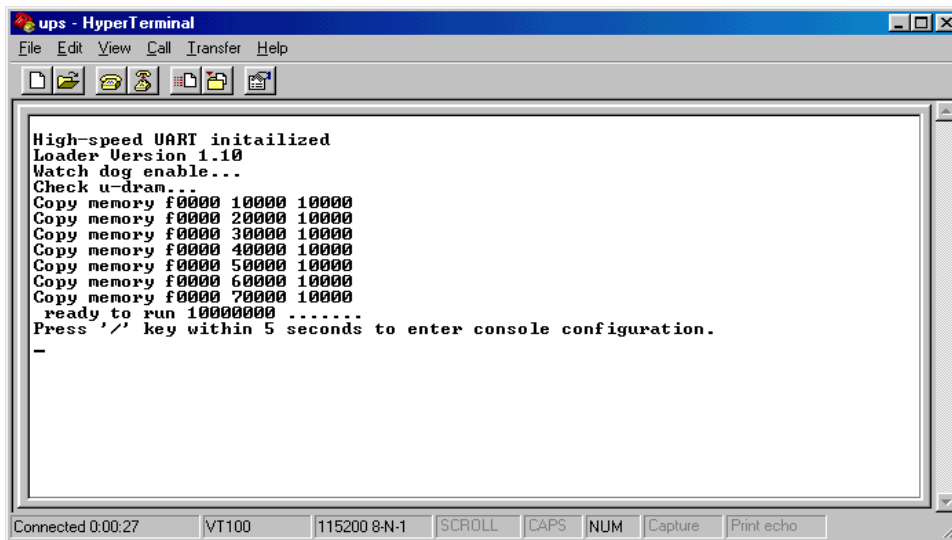 ups - HyperTerminal
File Edit View Call Transfer Help
High-speed UART initailized
Loader Version 1.10
Watch dog enable...
Check u-dram...
Copy memory f0000 10000 10000
Copy memory f0000 20000 10000
Copy memory f0000 30000 10000
Copy memory f0000 40000 10000
Copy memory f0000 50000 10000
Copy memory f0000 60000 10000
Copy memory f0000 70000 10000
ready to run 10000000 .......
Press '/' key within 5 seconds to enter console configuration.
Connected 0:00:27 VT100 115200 8-N-1 SCROLL CAPS NUM Capture Print echo